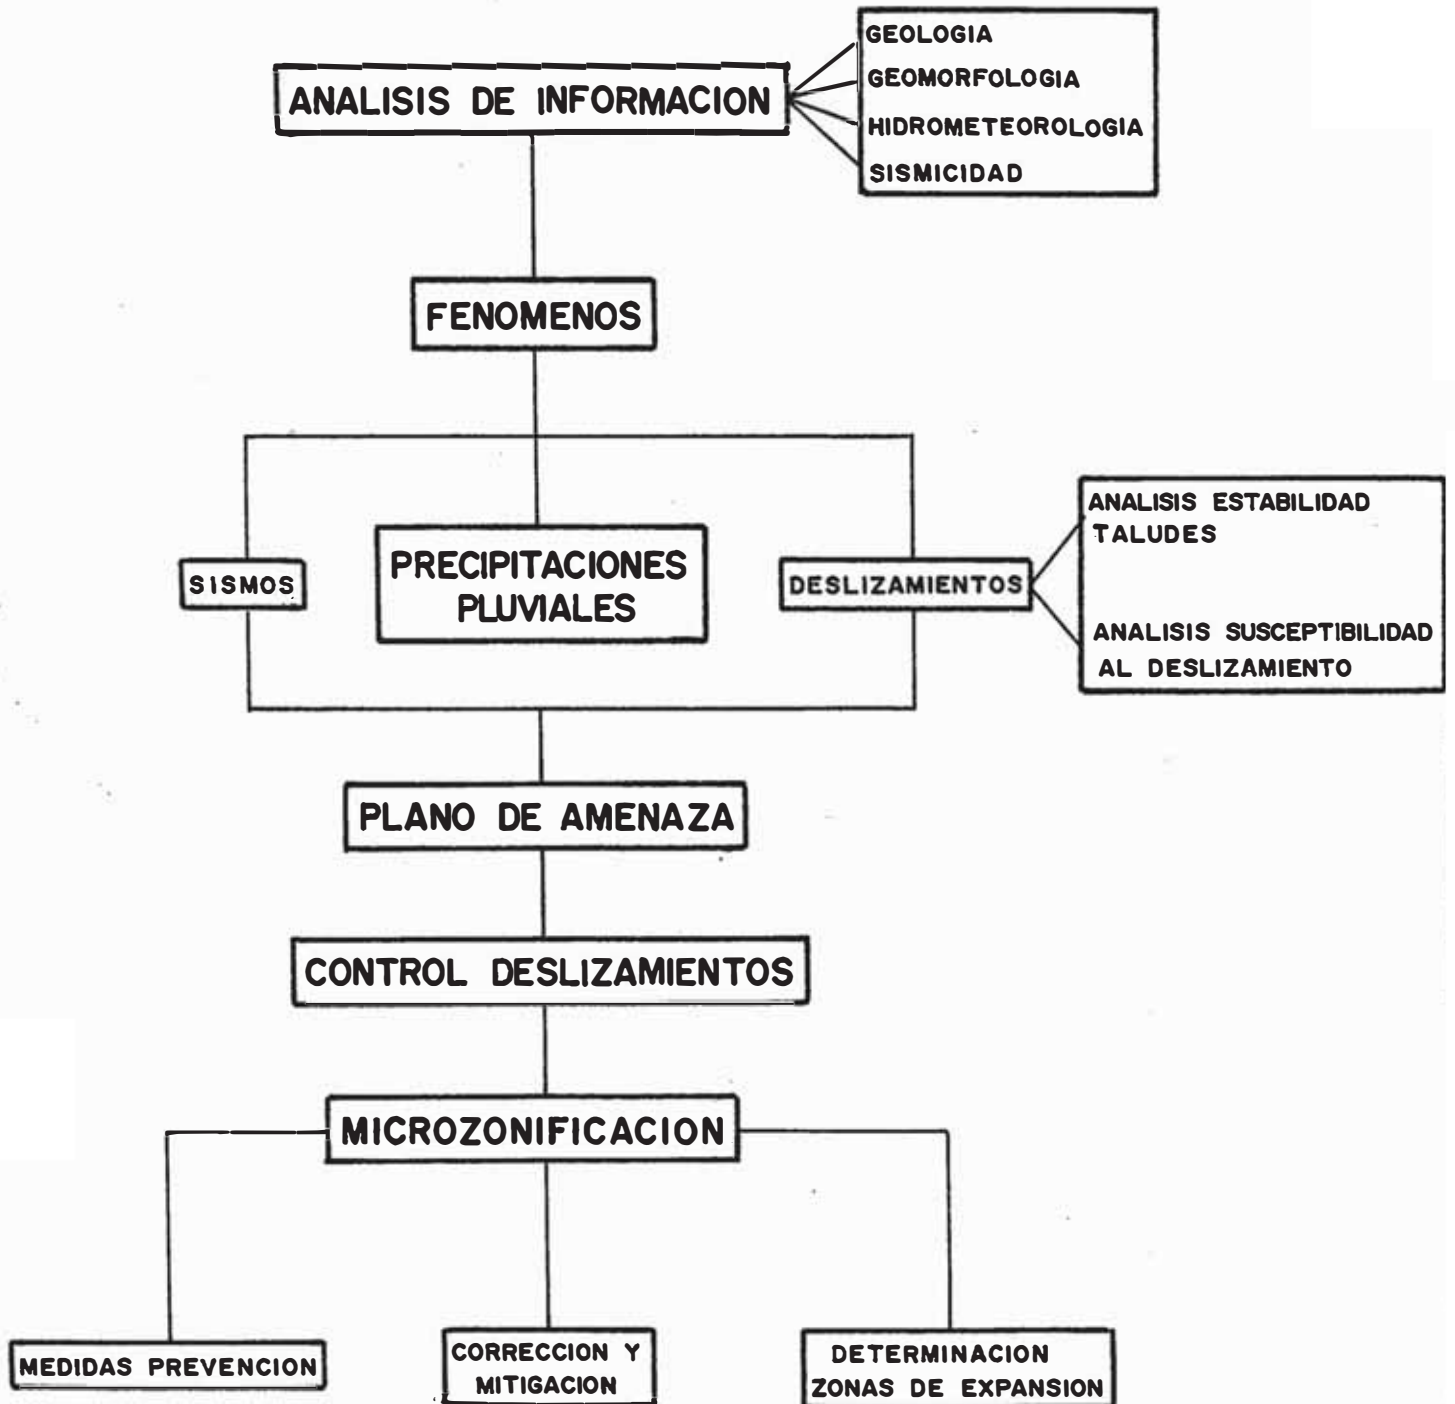 ANALISIS DE INFORMACION
GEOLOGIA
GEOMORFOLOGIA
HIDROMETEOROLOGIA
SISMICIDAD
FENOMENOS
SISMOS
PRECIPITACIONES
PLUVIALES
DESLIZAMIENTOS
ANALISIS ESTABILIDAD
TALUDES
ANALISIS SUSCEPTIBILIDAD
AL DESLIZAMIENTO
PLANO DE AMENAZA
CONTROL DESLIZAMIENTOS
MICROZONIFICACION
MEDIDAS PREVENCION
CORRECCION Y
MITIGACION
DETERMINACION
ZONAS DE EXPANSION